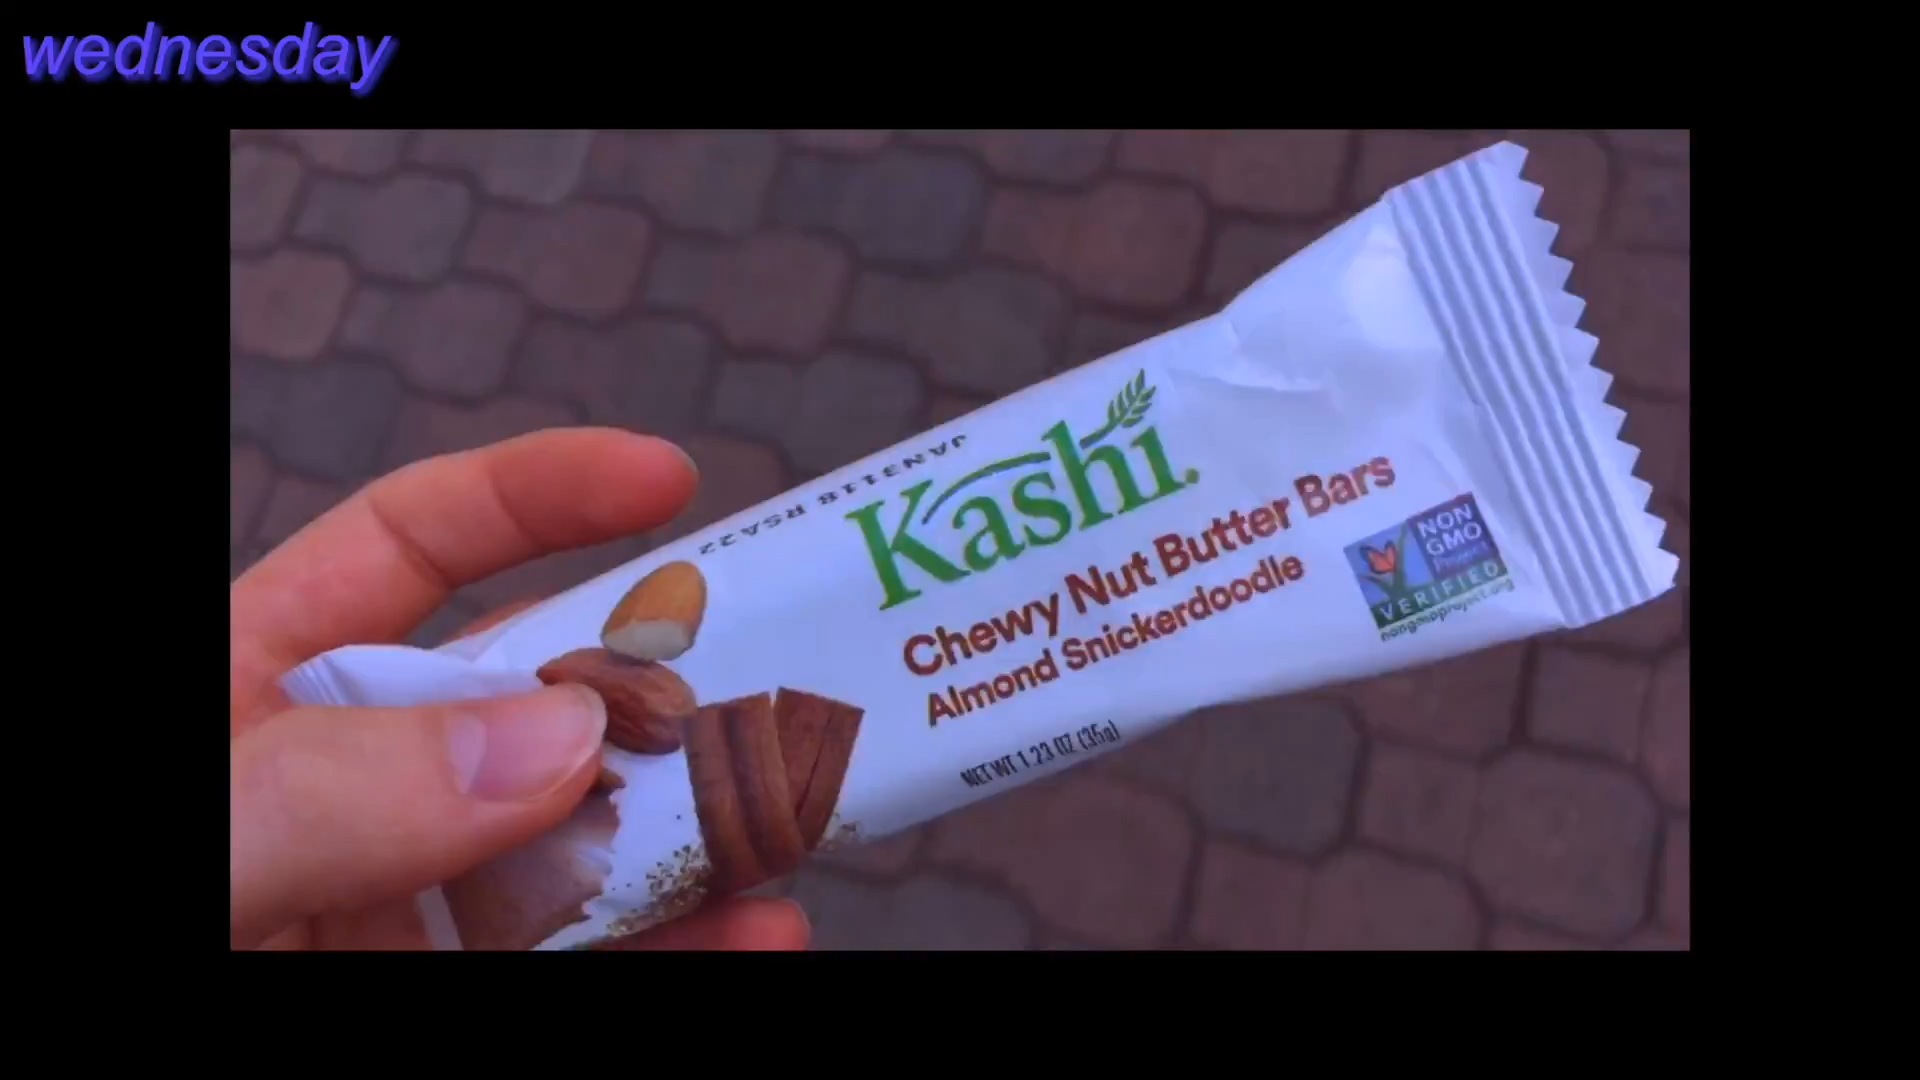 wednesday
JAN3118 RSA22
Kashi.
Chewy Nut Butter Bars
Almond Snickerdoodle
NET WT 1.23 OZ (35g)
NON
GMO
Project
VERIFIED
nongmoproject.org